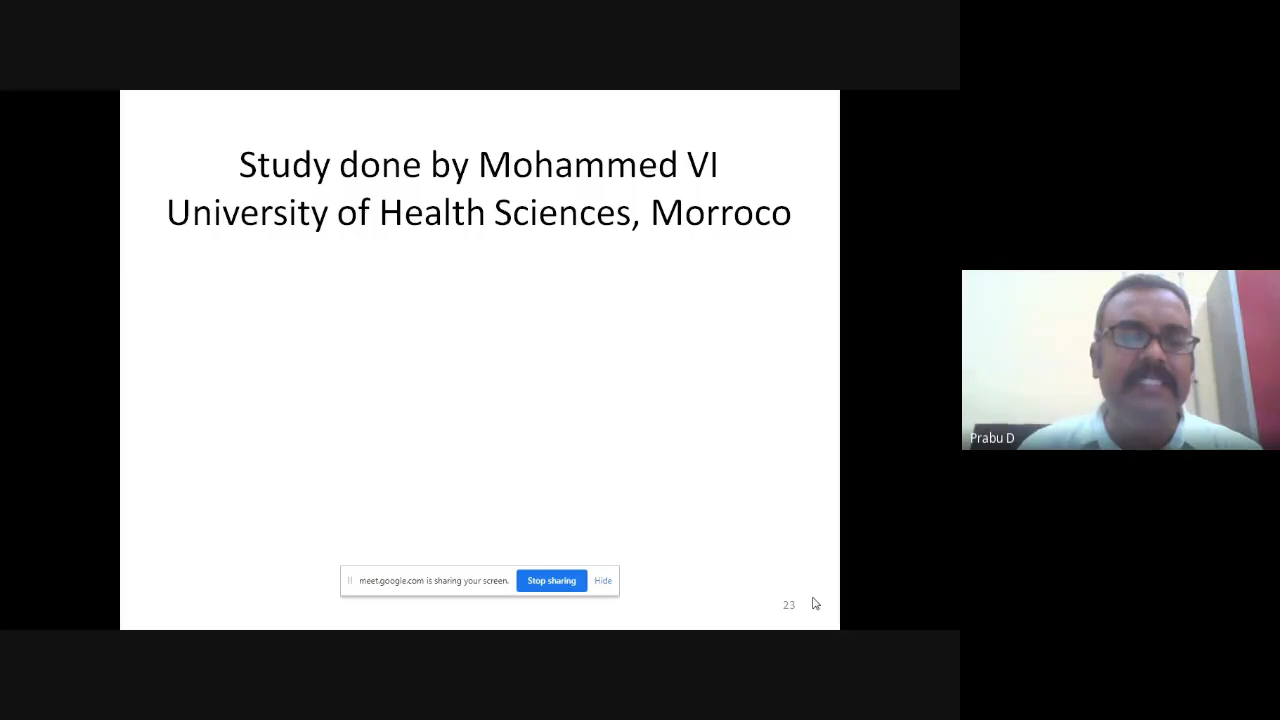 Study done by Mohammed VI
University of Health Sciences, Morroco
meet.google.com is sharing your screen. Stop sharing Hide
23
Prabu D